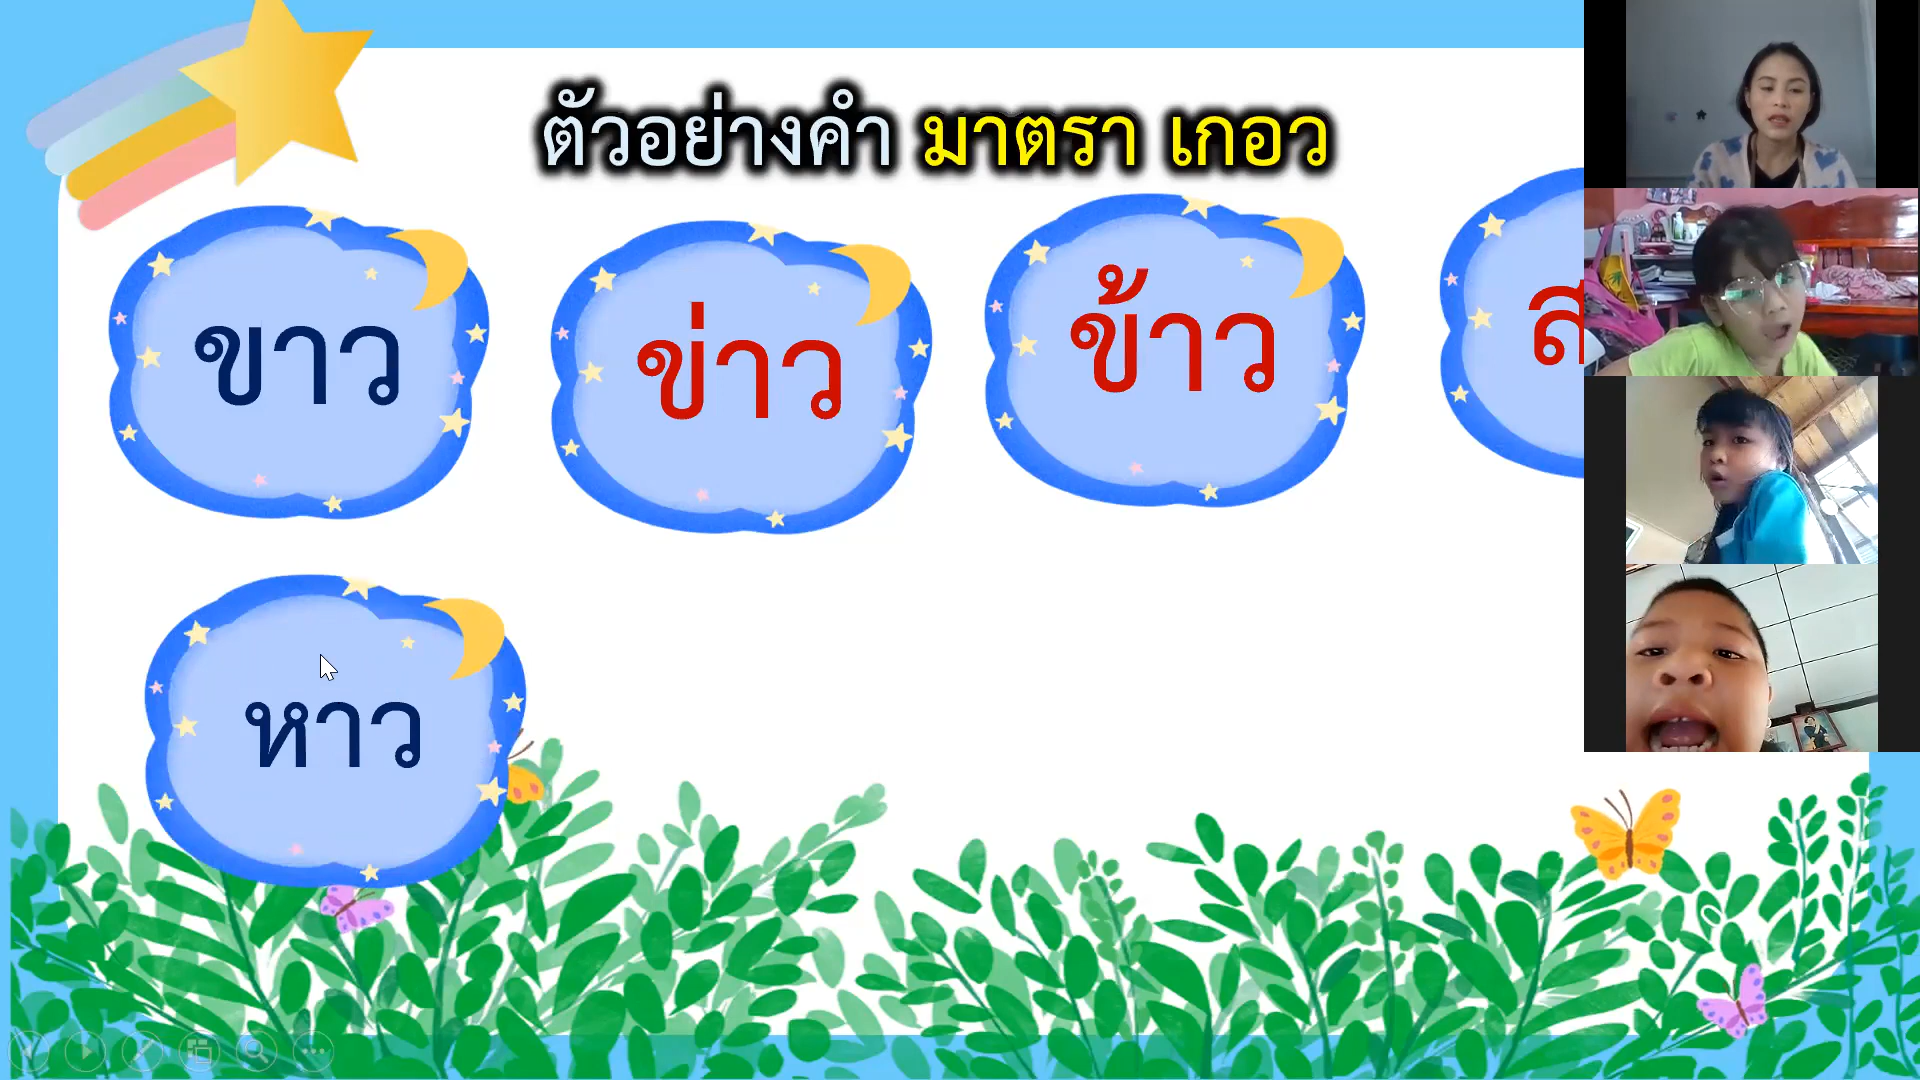 ตัวอย่างคำ มาตรา เกอว
ขาว ข่าว ข้าว
หาว